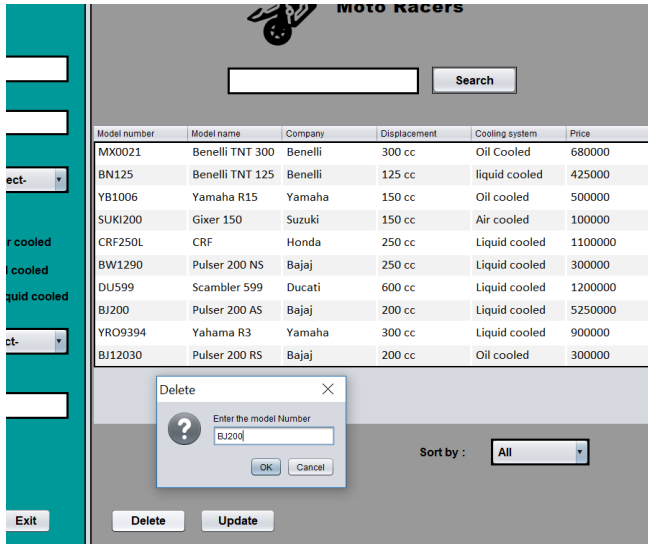 Moto Racers
Search
Model number Model name Company Displacement Cooling system Price
MX0021 Benelli TNT 300 Benelli 300 cc Oil Cooled 680000
BN125 Benelli TNT 125 Benelli 125 cc liquid cooled 425000
ect-
YB1006 Yamaha R15 Yamaha 150 cc Oil cooled 500000
SUKI200 Gixer 150 Suzuki 150 cc Air cooled 100000
r cooled
CRF250L CRF Honda 250 cc Liquid cooled 1100000
l cooled
BW1290 Pulser 200 NS Bajaj 250 cc Liquid cooled 300000
quid cooled
DU599 Scambler 599 Ducati 600 cc Liquid cooled 1200000
BJ200 Pulser 200 AS Bajaj 200 cc Liquid cooled 5250000
ct-
YRO9394 Yahama R3 Yamaha 300 cc Liquid cooled 900000
BJ12030 Pulser 200 RS Bajaj 200 cc Oil cooled 300000
Delete
Enter the model Number
BJ200
OK Cancel
Sort by : All
Exit Delete Update